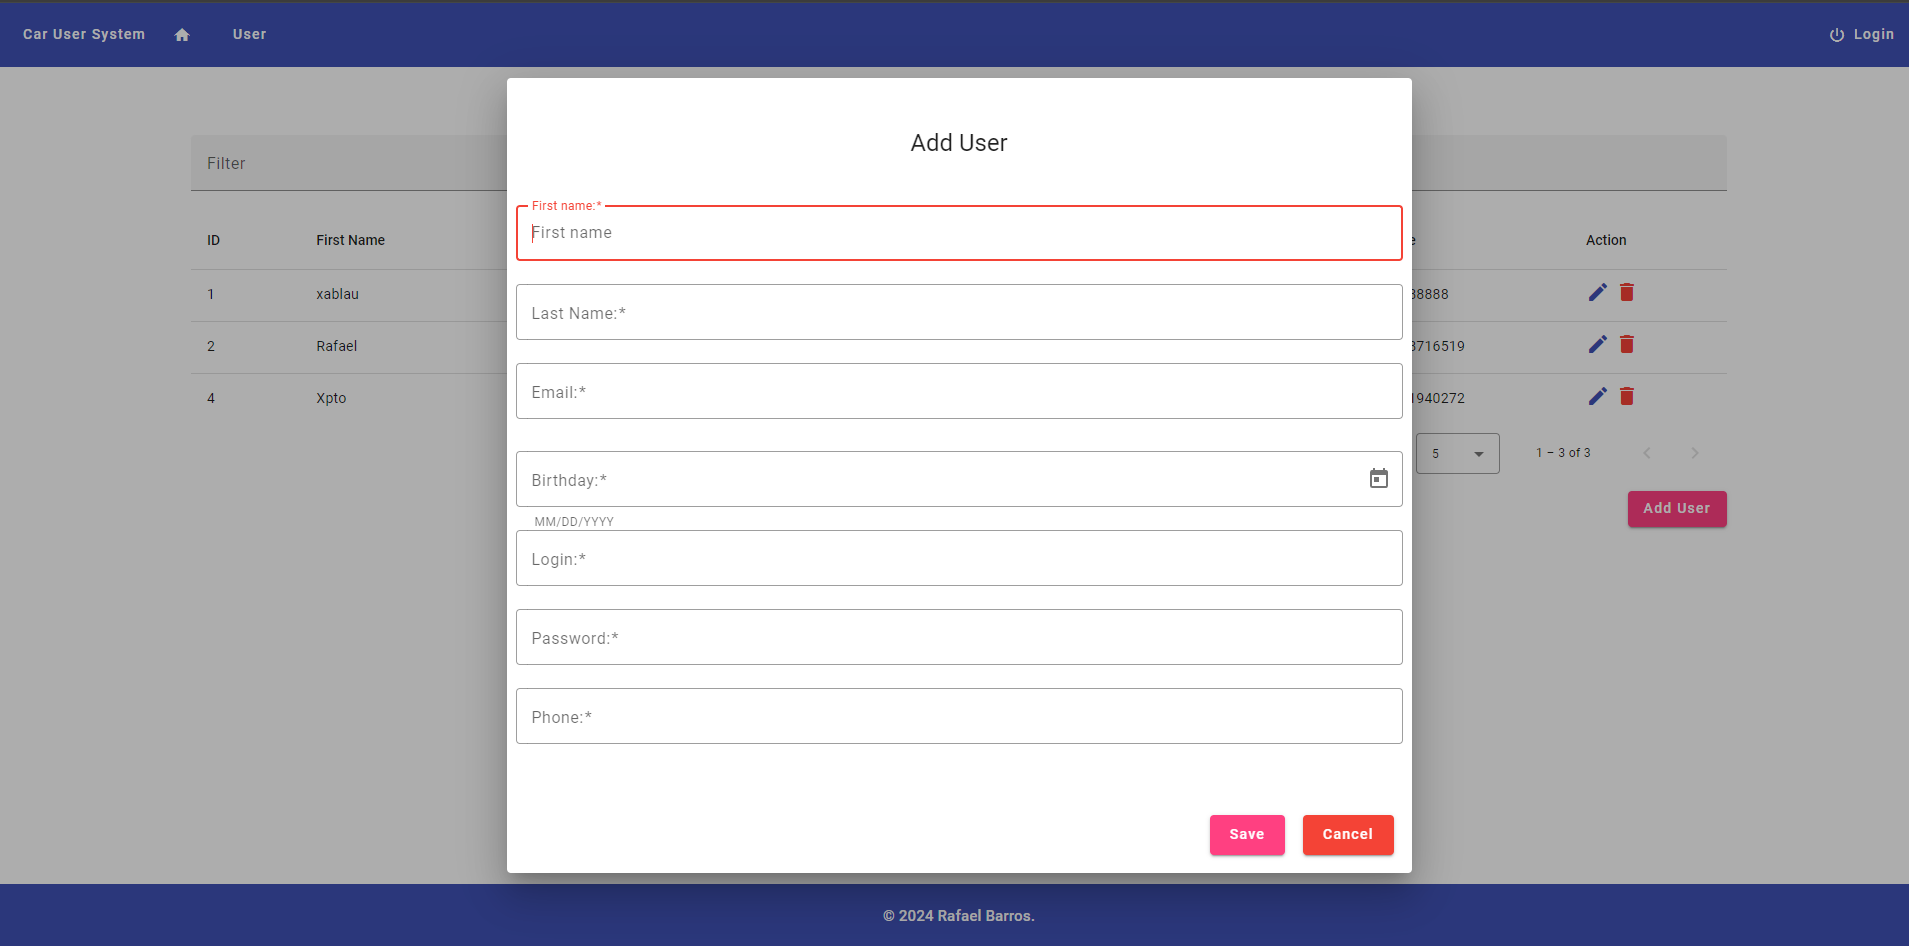 Car User System User Login
Add User
Filter
First name:*
First name
ID First Name Action
Last Name:*
1 xablau 38888
2 Rafael 3716519
Email:*
4 Xpto 1940272
5 1 – 3 of 3
Birthday:*
Add User
MM/DD/YYYY
Login:*
Password:*
Phone:*
Save Cancel
© 2024 Rafael Barros.